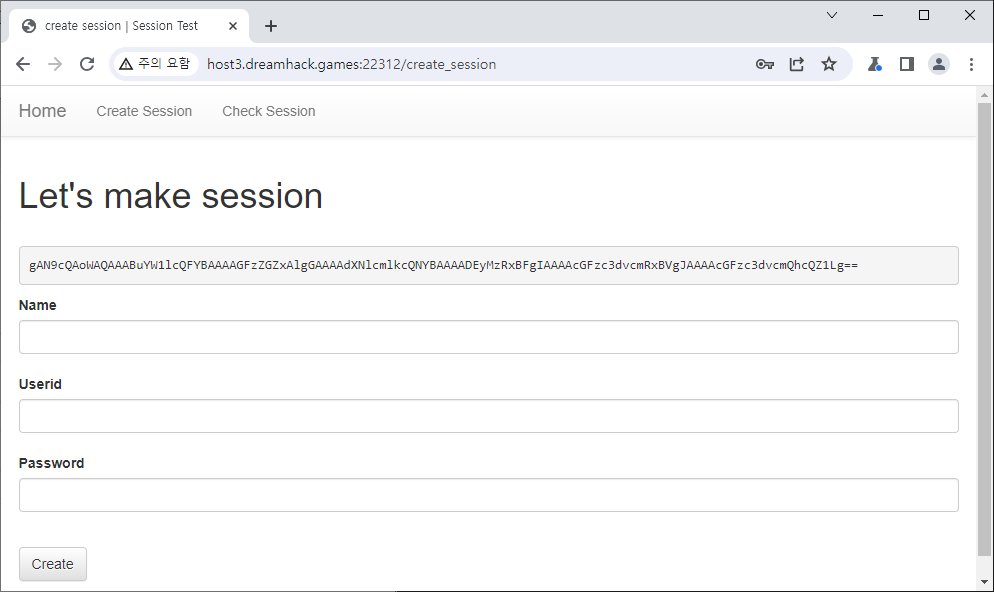 create session | Session Test
주의 요함
host3.dreamhack.games:22312/create_session
Home Create Session Check Session
Let's make session
gAN9cQAoWAQAAABuYW1lcQFYBAAAAGFzZGZxAlgGAAAAdXNlcmlkcQNYBAAAADEyMzRxBFgIAAAAcGFzc3dvcmRxBVgJAAAAcGFzc3dvcmQhcQZ1Lg==
Name
Userid
Password
Create